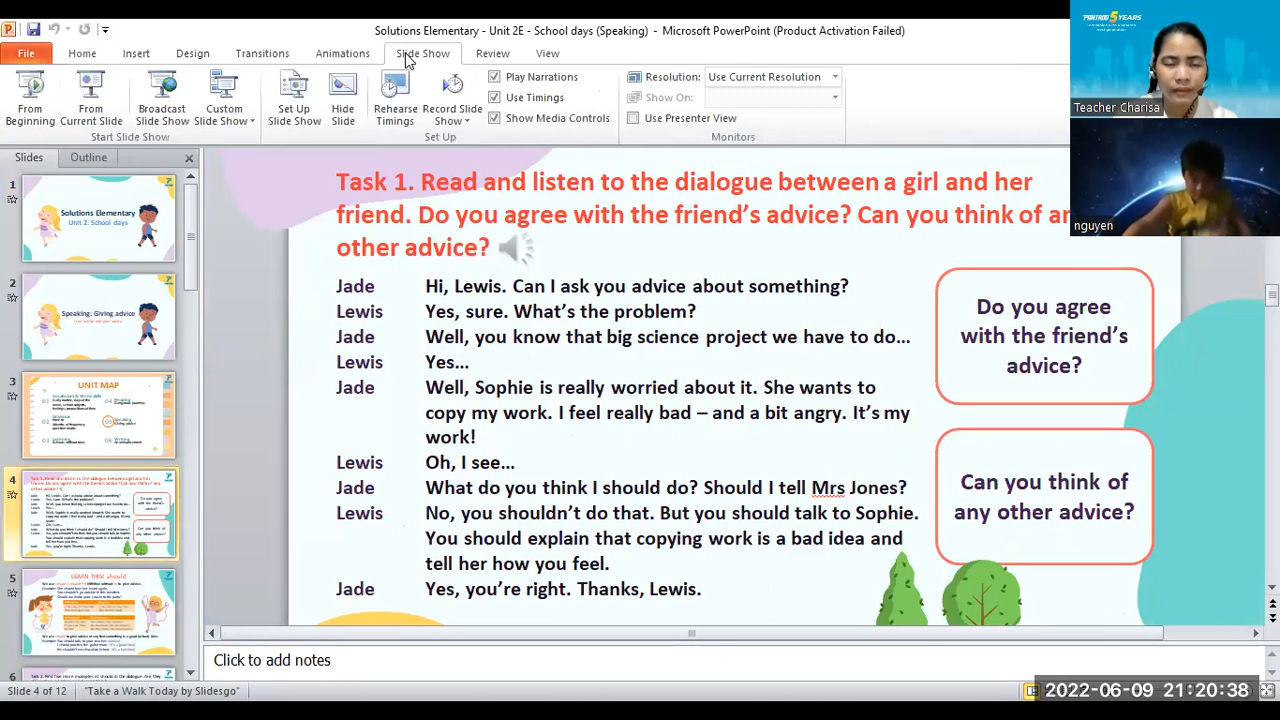 Solutions Elementary - Unit 2E - School days (Speaking) - Microsoft PowerPoint (Product Activation Failed)
File Home Insert Design Transitions Animations Slide Show Review View
From Beginning
From Current Slide
Broadcast Slide Show
Custom Slide Show
Start Slide Show
Set Up Slide Show
Hide Slide
Rehearse Timings
Record Slide Show
Play Narrations
Use Timings
Show Media Controls
Set Up
Resolution: Use Current Resolution
Show On:
Use Presenter View
Monitors
5 YEARS
Teacher Charisa
nguyen
Slides Outline
1
Solutions Elementary
Unit 2: School days
2
Speaking: Giving advice
3
UNIT MAP
4
5
LEARN THIS! should
6
Task 1. Read and listen to the dialogue between a girl and her
friend. Do you agree with the friend's advice? Can you think of an
other advice?
Jade Hi, Lewis. Can I ask you advice about something?
Lewis Yes, sure. What's the problem?
Jade Well, you know that big science project we have to do...
Lewis Yes...
Jade Well, Sophie is really worried about it. She wants to
copy my work. I feel really bad – and a bit angry. It's my
work!
Lewis Oh, I see...
Jade What do you think I should do? Should I tell Mrs Jones?
Lewis No, you shouldn't do that. But you should talk to Sophie.
You should explain that copying work is a bad idea and
tell her how you feel.
Jade Yes, you're right. Thanks, Lewis.
Do you agree
with the friend's
advice?
Can you think of
any other advice?
Click to add notes
Slide 4 of 12 "Take a Walk Today by Slidesgo"
2022-06-09 21:20:38